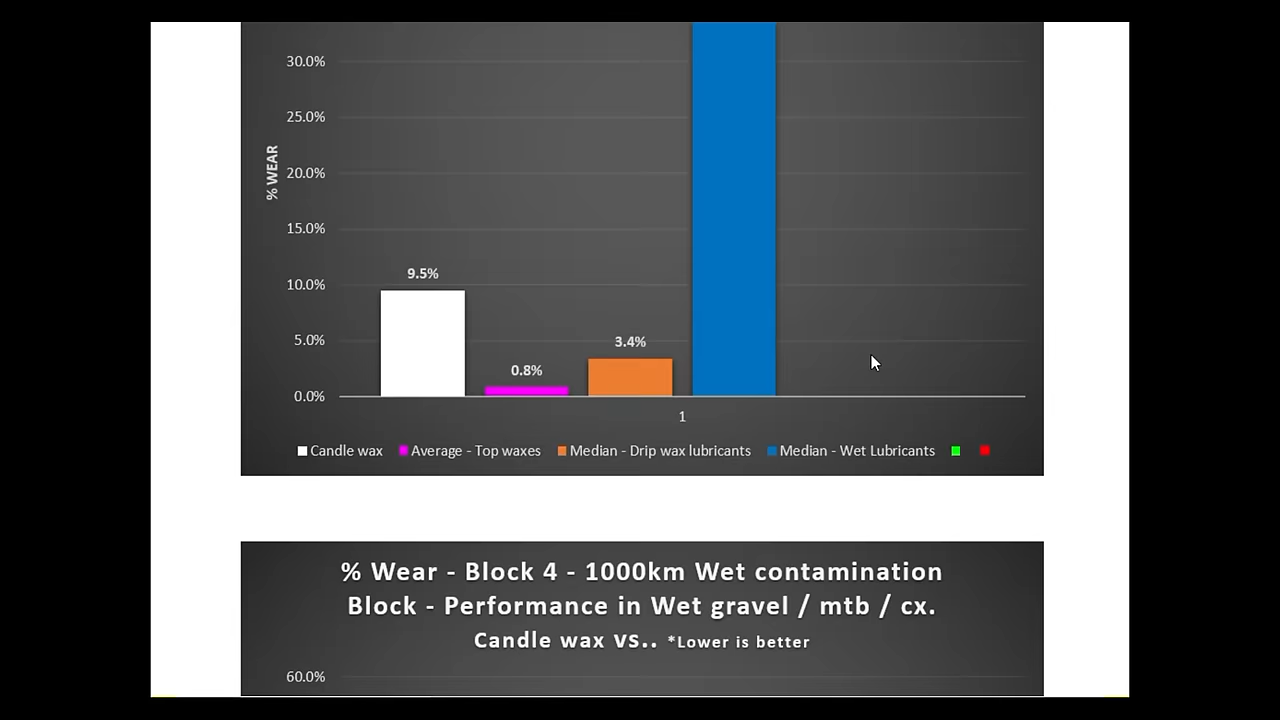 30.0%
25.0%
20.0%
15.0%
10.0%
5.0%
0.0%
% WEAR
9.5%
0.8%
3.4%
1
Candle wax
Average - Top waxes
Median - Drip wax lubricants
Median - Wet Lubricants
% Wear - Block 4 - 1000km Wet contamination
Block - Performance in Wet gravel / mtb / cx.
Candle wax vs.. *Lower is better
60.0%